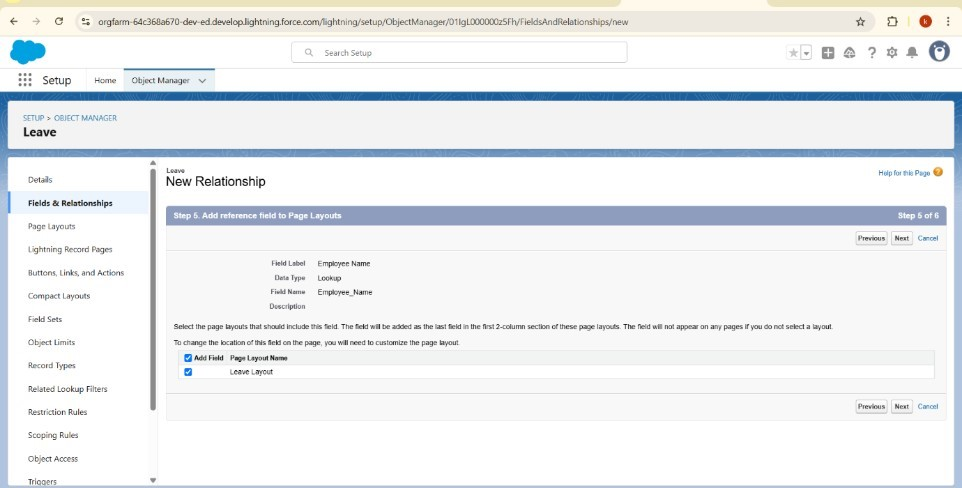 orgfarm-64c368a670-dev-ed.develop.lightning.force.com/lightning/setup/ObjectManager/01IgL000000z5Fh/FieldsAndRelationships/new
k
Search Setup
Setup
Home
Object Manager
SETUP > OBJECT MANAGER
Leave
Details
Fields & Relationships
Page Layouts
Lightning Record Pages
Buttons, Links, and Actions
Compact Layouts
Field Sets
Object Limits
Record Types
Related Lookup Filters
Restriction Rules
Scoping Rules
Object Access
Triggers
Leave
New Relationship
Help for this Page ?
Step 5. Add reference field to Page Layouts Step 5 of 6
Previous Next Cancel
Field Label Employee Name
Data Type Lookup
Field Name Employee_Name
Description
Select the page layouts that should include this field. The field will be added as the last field in the first 2-column section of these page layouts. The field will not appear on any pages if you do not select a layout.
To change the location of this field on the page, you will need to customize the page layout.
Add Field Page Layout Name
Leave Layout
Previous Next Cancel